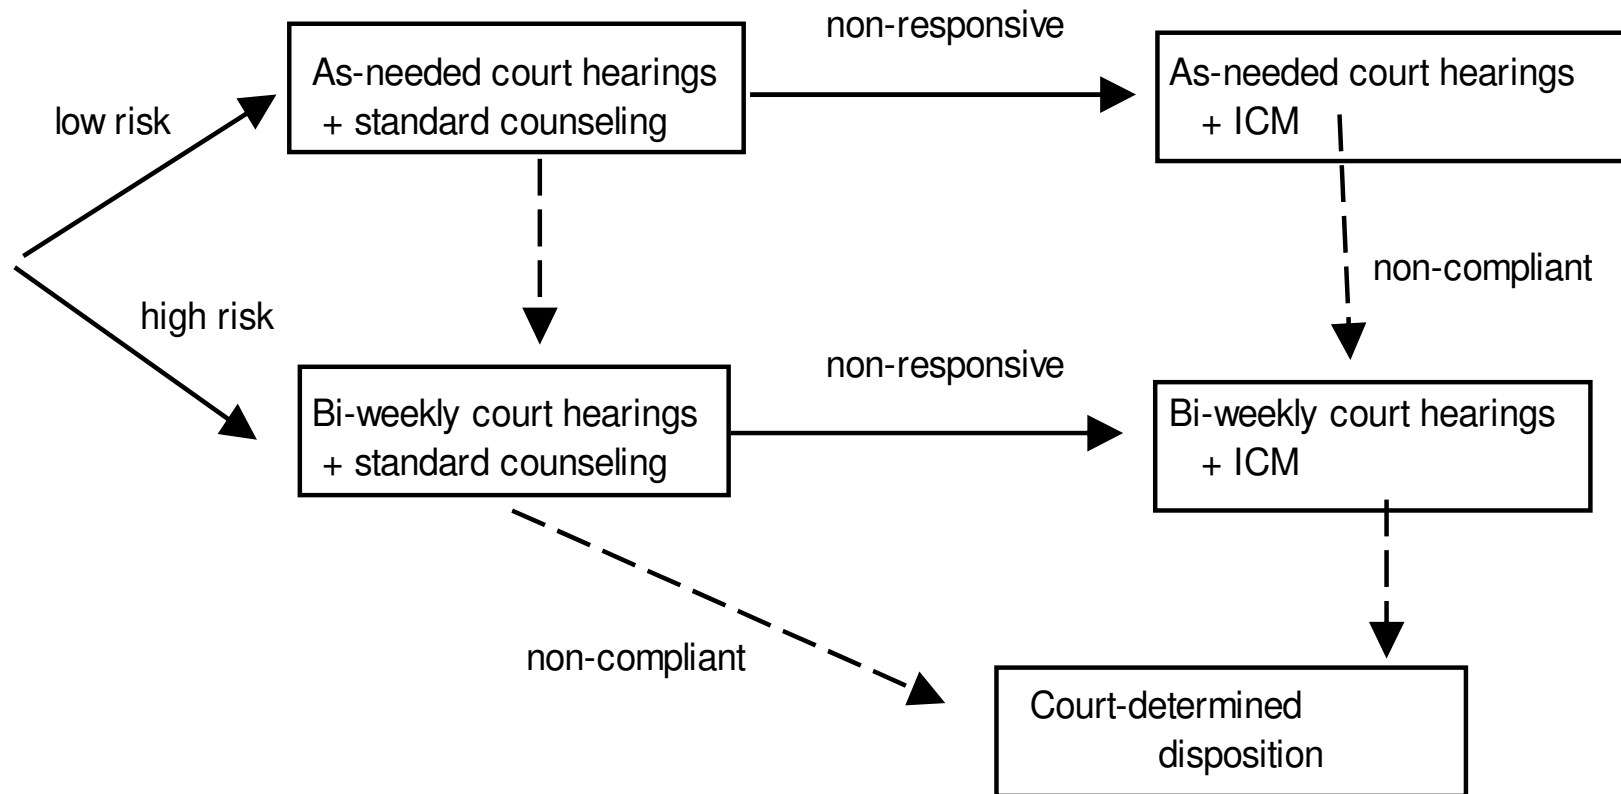 non-responsive
As-needed court hearings
+ standard counseling
As-needed court hearings
+ ICM
low risk
non-compliant
high risk
non-responsive
Bi-weekly court hearings
+ standard counseling
Bi-weekly court hearings
+ ICM
non-compliant
Court-determined
disposition